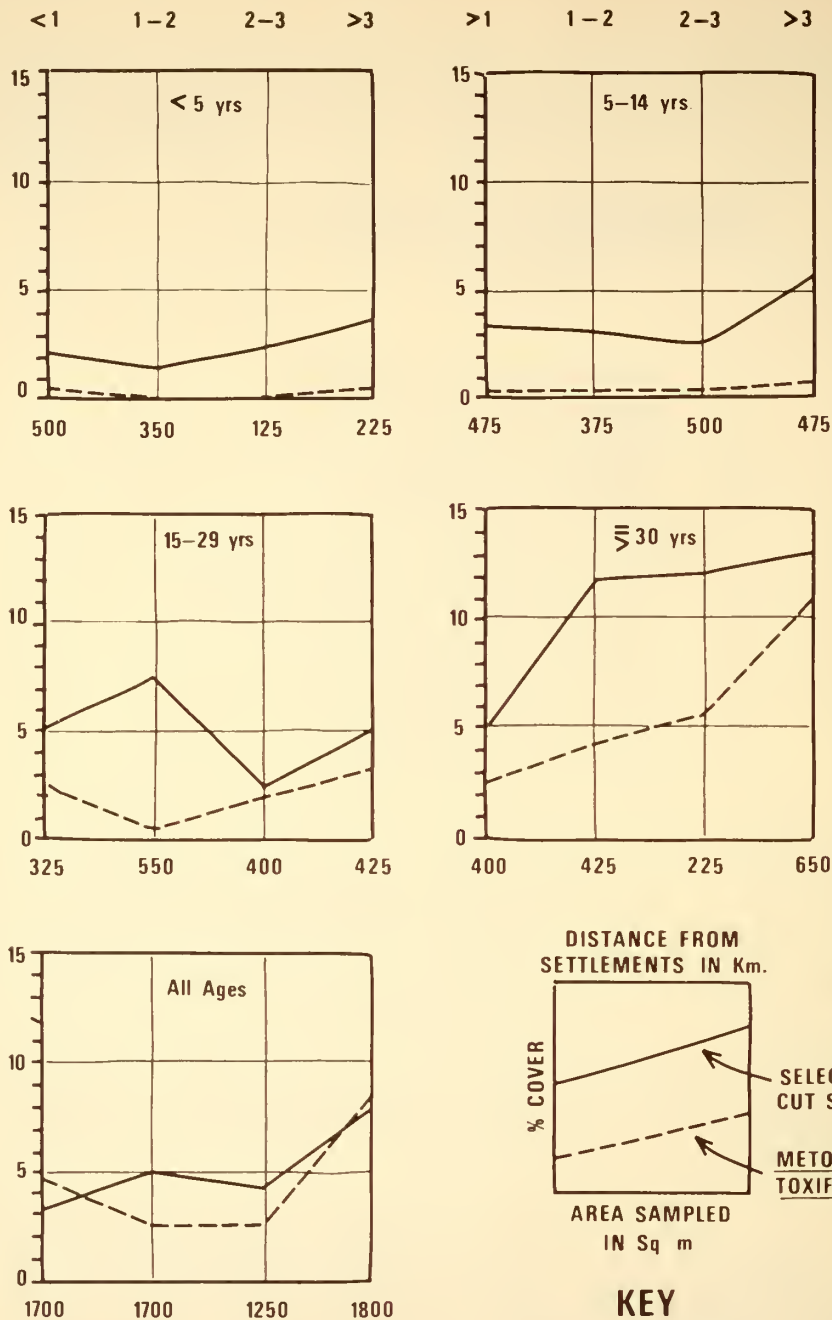 <1 1–2 2–3 >3
>1 1–2 2–3 >3
15
10
5
0
< 5 yrs
500 350 125 225
15
10
5
0
5–14 yrs.
475 375 500 475
15
10
5
0
15–29 yrs
325 550 400 425
15
10
5
0
30 yrs
400 425 225 650
15
10
5
0
All Ages
1700 1700 1250 1800
DISTANCE FROM
SETTLEMENTS IN Km.
% COVER
CUT
AREA SAMPLED
IN Sq m
KEY